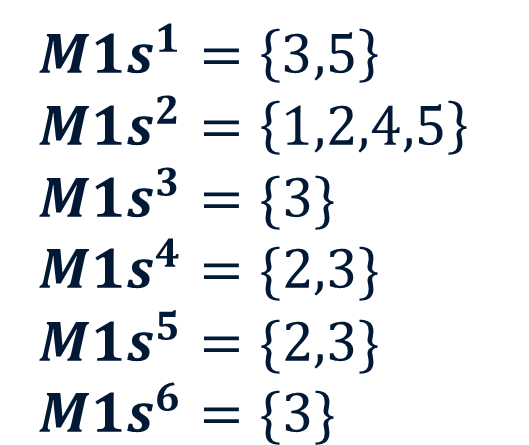 M1s¹ = {3,5}
M1s² = {1,2,4,5}
M1s³ = {3}
M1s⁴ = {2,3}
M1s⁵ = {2,3}
M1s⁶ = {3}